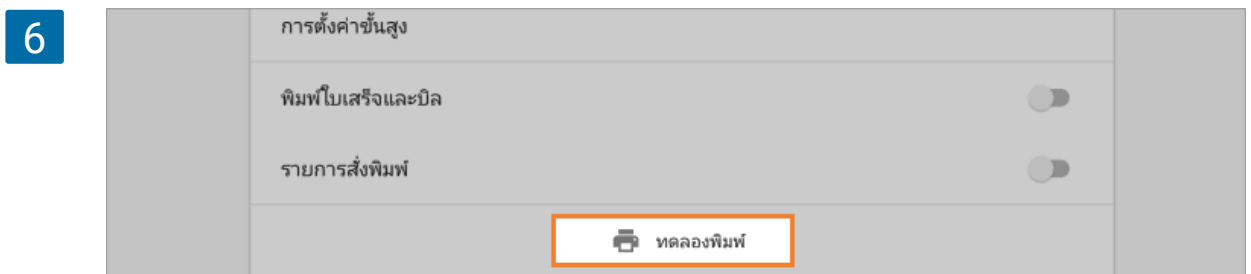 6
การตั้งค่าขั้นสูง
พิมพ์ใบเสร็จและบิล
รายการสั่งพิมพ์
ทดลองพิมพ์